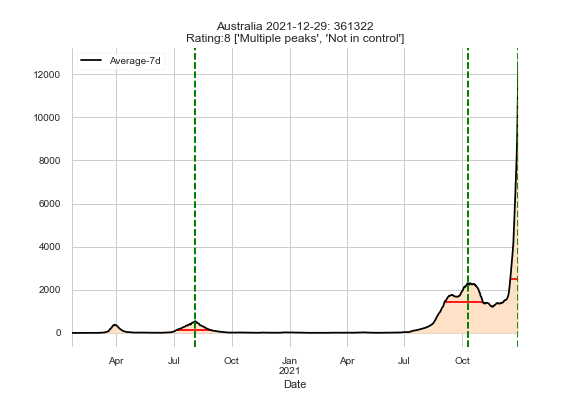 Australia 2021-12-29: 361322
Rating:8 ['Multiple peaks', 'Not in control']
Average-7d
12000
10000
8000
6000
4000
2000
0
Apr Jul Oct Jan Apr Jul Oct
2021
Date